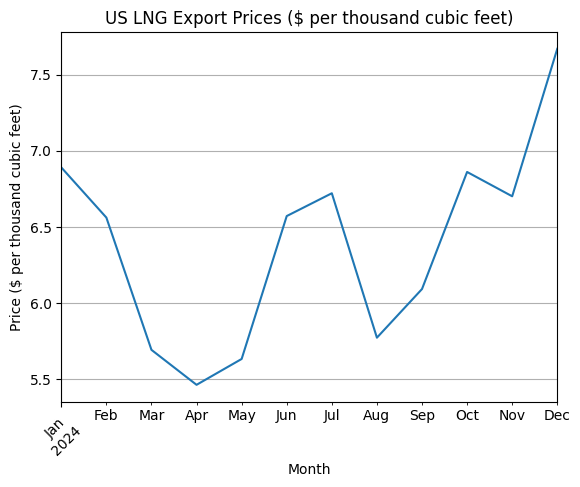 US LNG Export Prices ($ per thousand cubic feet)
Price ($ per thousand cubic feet)
7.5
7.0
6.5
6.0
5.5
Jan
2024
Feb
Mar
Apr
May
Jun
Jul
Aug
Sep
Oct
Nov
Dec
Month